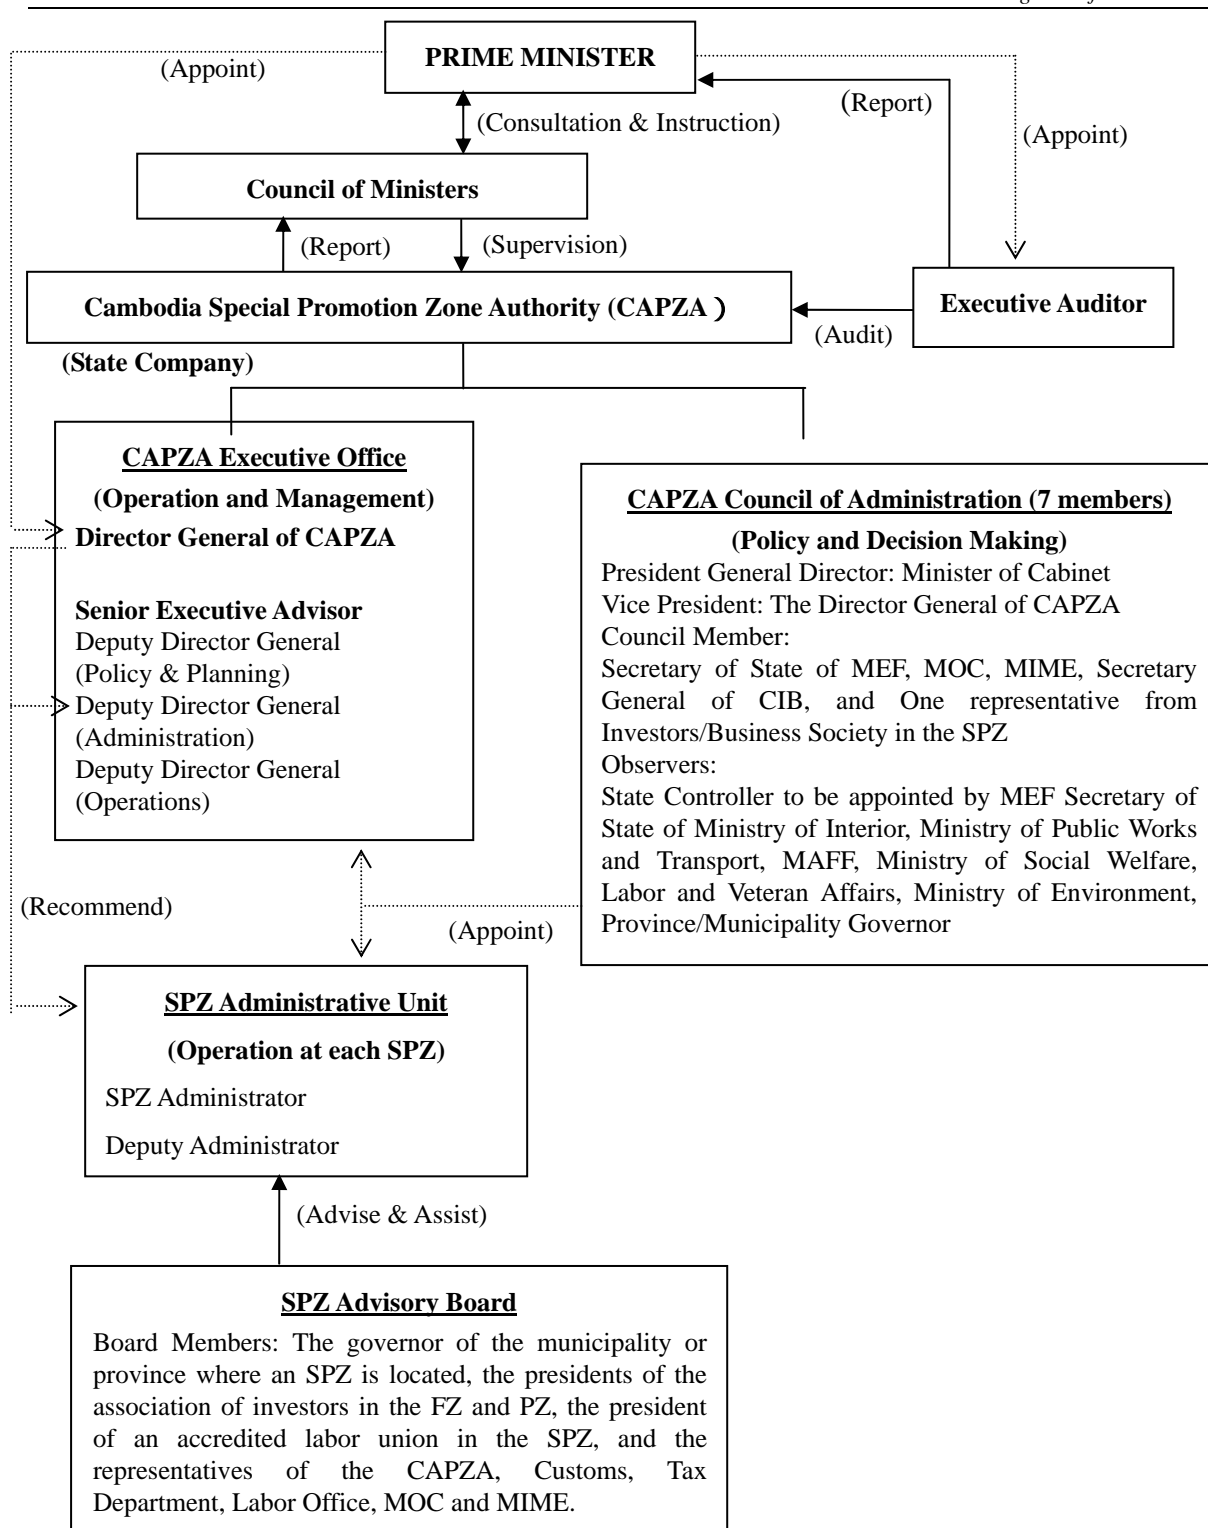 PRIME MINISTER
(Appoint)
(Report)
(Consultation & Instruction)
(Appoint)
Council of Ministers
(Report)
(Supervision)
Cambodia Special Promotion Zone Authority (CAPZA )
Executive Auditor
(Audit)
(State Company)
CAPZA Executive Office
(Operation and Management)
Director General of CAPZA
Senior Executive Advisor
Deputy Director General
(Policy & Planning)
Deputy Director General
(Administration)
Deputy Director General
(Operations)
CAPZA Council of Administration (7 members)
(Policy and Decision Making)
President General Director: Minister of Cabinet
Vice President: The Director General of CAPZA
Council Member:
Secretary of State of MEF, MOC, MIME, Secretary
General of CIB, and One representative from
Investors/Business Society in the SPZ
Observers:
State Controller to be appointed by MEF Secretary of
State of Ministry of Interior, Ministry of Public Works
and Transport, MAFF, Ministry of Social Welfare,
Labor and Veteran Affairs, Ministry of Environment,
Province/Municipality Governor
(Recommend)
(Appoint)
SPZ Administrative Unit
(Operation at each SPZ)
SPZ Administrator
Deputy Administrator
(Advise & Assist)
SPZ Advisory Board
Board Members: The governor of the municipality or
province where an SPZ is located, the presidents of the
association of investors in the FZ and PZ, the president
of an accredited labor union in the SPZ, and the
representatives of the CAPZA, Customs, Tax
Department, Labor Office, MOC and MIME.